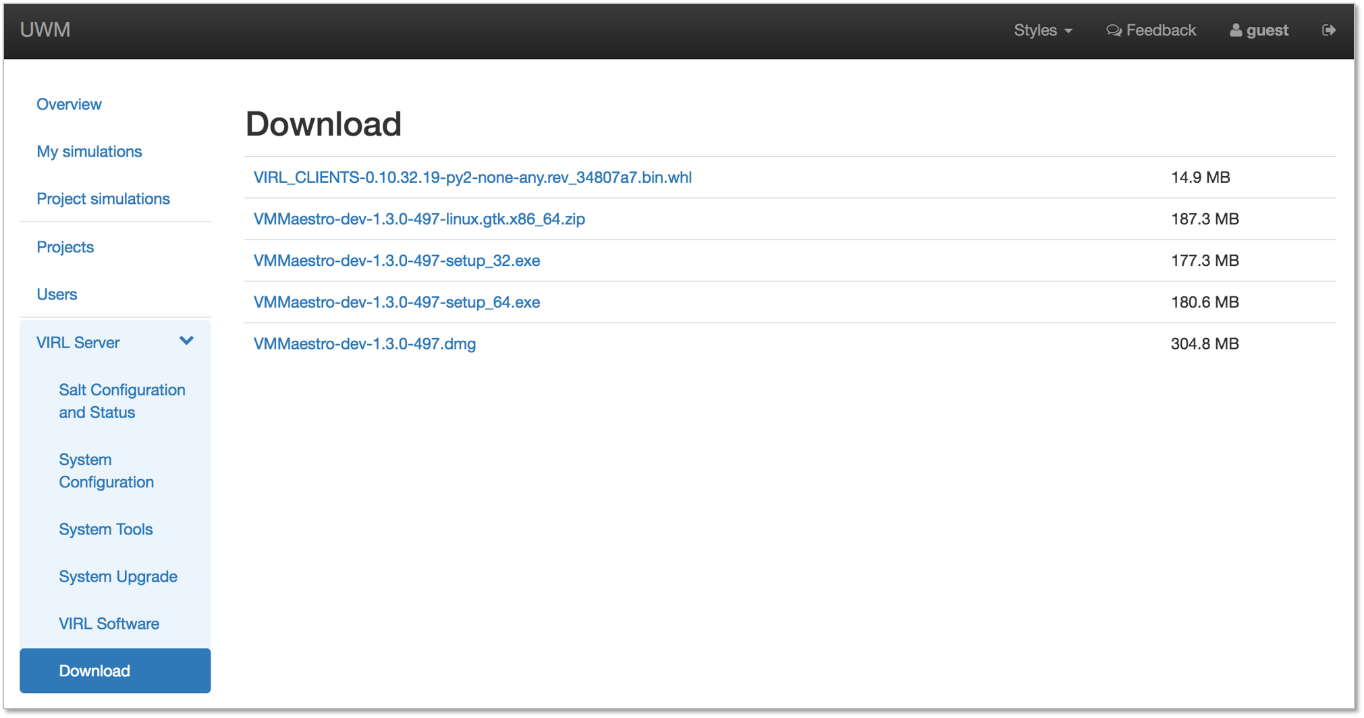 UWM
Styles Feedback guest
Overview
My simulations
Project simulations
Projects
Users
VIRL Server
Salt Configuration
and Status
System
Configuration
System Tools
System Upgrade
VIRL Software
Download
Download
VIRL_CLIENTS-0.10.32.19-py2-none-any.rev_34807a7.bin.whl 14.9 MB
VMMaestro-dev-1.3.0-497-linux.gtk.x86_64.zip 187.3 MB
VMMaestro-dev-1.3.0-497-setup_32.exe 177.3 MB
VMMaestro-dev-1.3.0-497-setup_64.exe 180.6 MB
VMMaestro-dev-1.3.0-497.dmg 304.8 MB